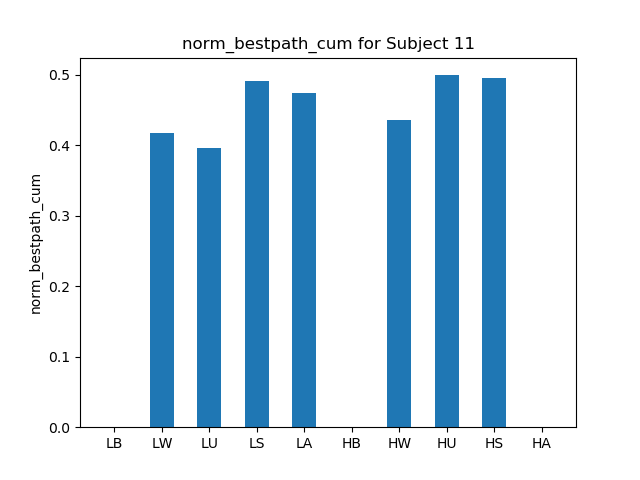 norm_bestpath_cum for Subject 11
norm_bestpath_cum
0.5
0.4
0.3
0.2
0.1
0.0
LB LW LU LS LA HB HW HU HS HA